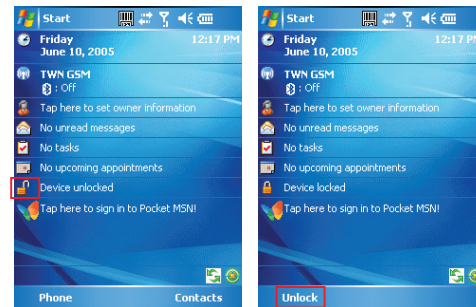 Start
Friday 12:17 PM
June 10, 2005
TWN GSM
: Off
Tap here to set owner information
No unread messages
No tasks
No upcoming appointments
Device unlocked
Tap here to sign in to Pocket MSN!
Phone Contacts
Start
Friday 12:17 PM
June 10, 2005
TWN GSM
: Off
Tap here to set owner information
No unread messages
No tasks
No upcoming appointments
Device locked
Tap here to sign in to Pocket MSN!
Unlock